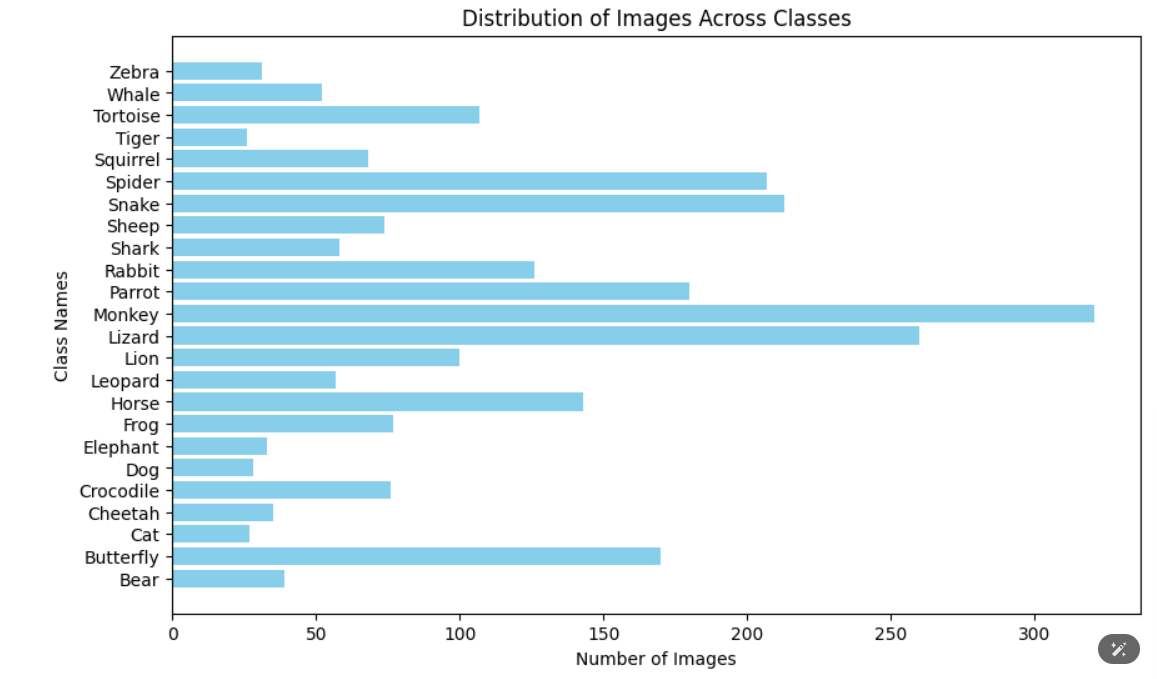 Distribution of Images Across Classes
Zebra
Whale
Tortoise
Tiger
Squirrel
Spider
Snake
Sheep
Shark
Rabbit
Parrot
Monkey
Lizard
Lion
Leopard
Horse
Frog
Elephant
Dog
Crocodile
Cheetah
Cat
Butterfly
Bear
Class Names
0 50 100 150 200 250 300
Number of Images